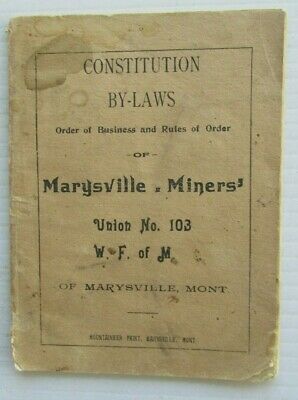 CONSTITUTION
BY-LAWS
Order of Business and Rules of Order
-OF-
Marysville Miners'
Union No. 103
W. F. of M.
OF MARYSVILLE, MONT.
MOUNTAINEER PRINT, MARYSVILLE, MONT.